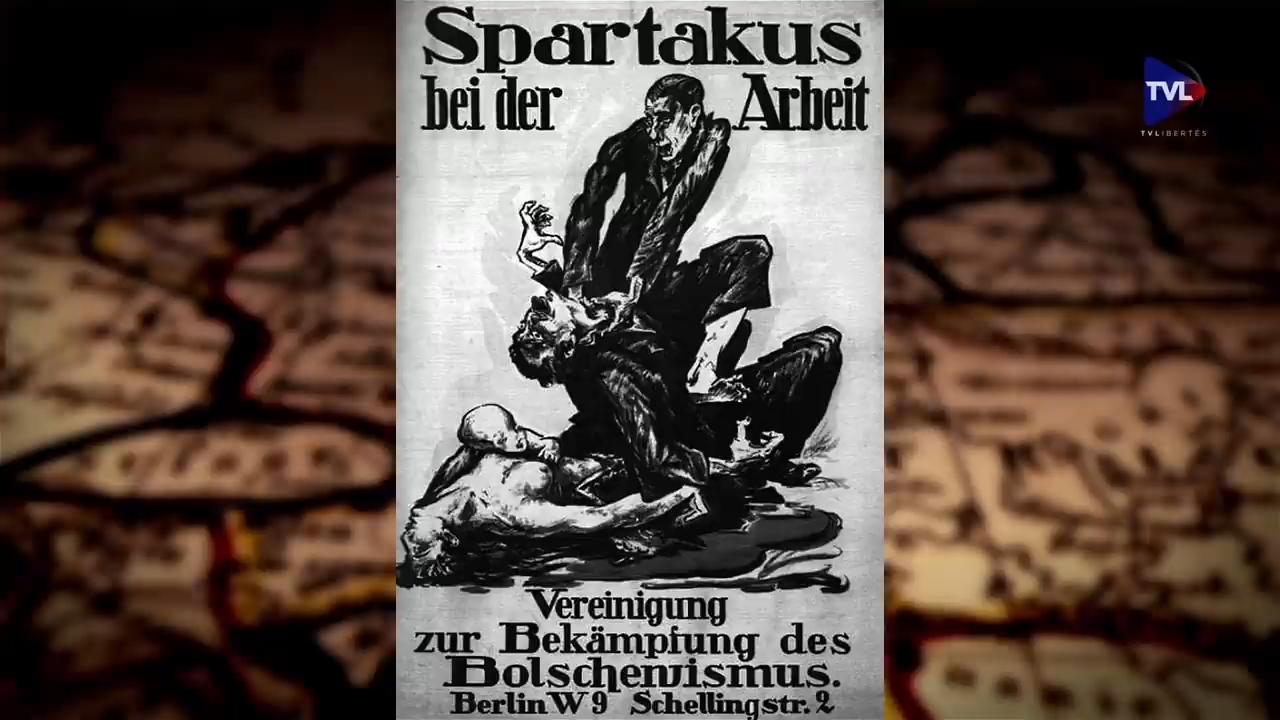 Spartakus
bei der Arbeit
TVL
TVLIBERTÉS
Vereinigung
zur Bekämpfung des
Bolschewismus.
Berlin W 9 Schellingstr. 2